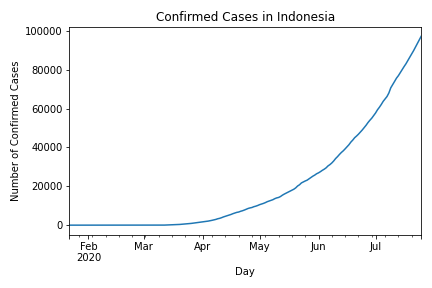 Confirmed Cases in Indonesia
100000
80000
60000
40000
20000
0
Number of Confirmed Cases
Feb Mar Apr May Jun Jul
2020
Day